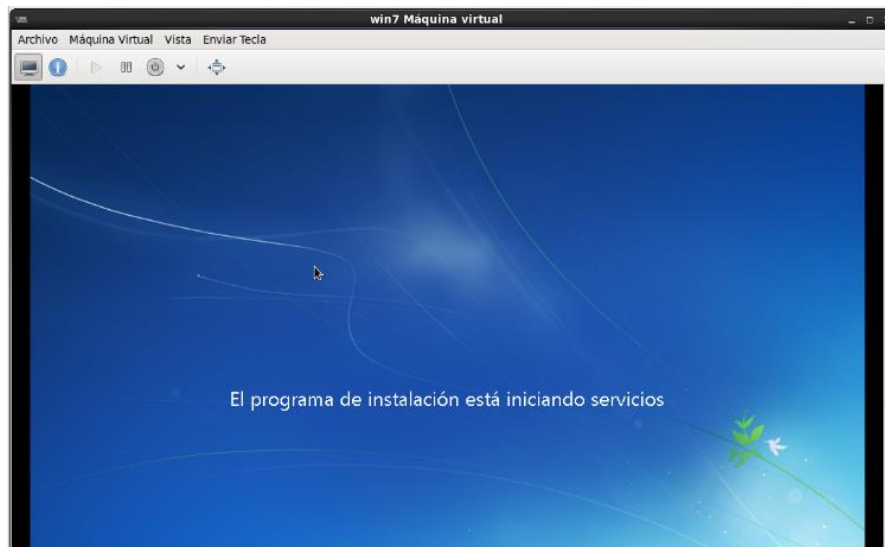 win7 Máquina virtual
Archivo Máquina Virtual Vista Enviar Tecla
El programa de instalación está iniciando servicios